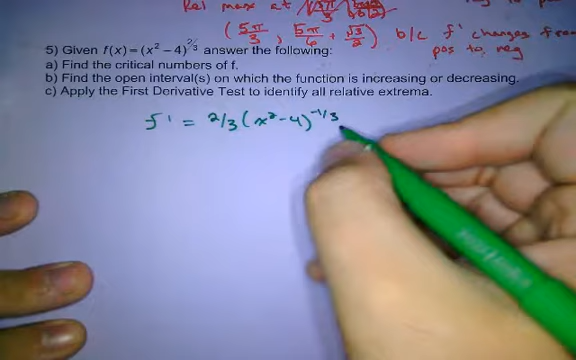 Rel max at
(5π/3, 5π/6 + √3/2) b/c f' changes from
pos to neg
5) Given f(x) = (x² − 4)^2/3 answer the following:
a) Find the critical numbers of f.
b) Find the open interval(s) on which the function is increasing or decreasing.
c) Apply the First Derivative Test to identify all relative extrema.
f' = 2/3 (x² − 4)^-1/3